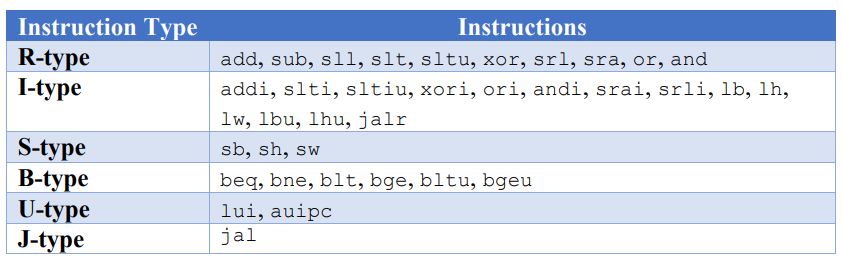 Instruction Type Instructions
R-type add, sub, sll, slt, sltu, xor, srl, sra, or, and
I-type addi, slti, sltiu, xori, ori, andi, srai, srli, lb, lh,
lw, lbu, lhu, jalr
S-type sb, sh, sw
B-type beq, bne, blt, bge, bltu, bgeu
U-type lui, auipc
J-type jal